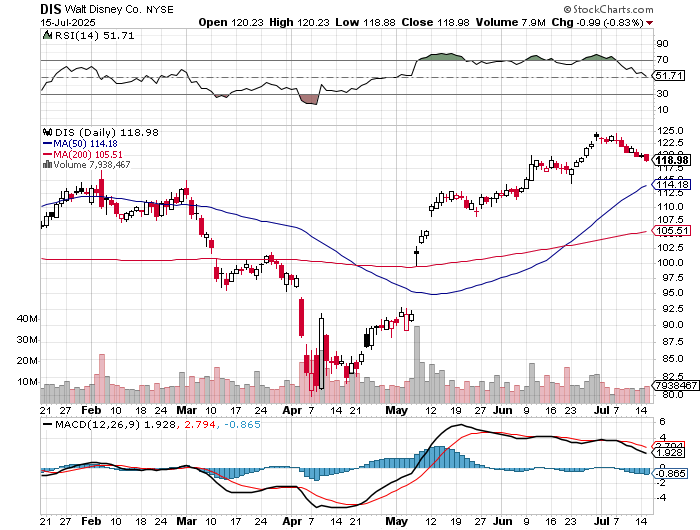 DIS Walt Disney Co. NYSE © StockCharts.com
15-Jul-2025 Open 120.23 High 120.23 Low 118.88 Close 118.98 Volume 7.9M Chg -0.99 (-0.83%)
RSI(14) 51.71
90
70
51.71
30
10
DIS (Daily) 118.98
MA(50) 114.18
MA(200) 105.51
Volume 7,938,467
125.0
122.5
118.98
117.5
114.18
112.5
110.0
107.5
105.51
102.5
100.0
97.5
95.0
92.5
90.0
87.5
85.0
82.5
80.0
40M
30M
20M
10M
7938467
21 27 Feb 10 18 24 Mar 10 17 24 Apr 7 14 21 May 12 19 27 Jun 9 16 23 Jul 7 14
MACD(12,26,9) 1.928, 2.794, -0.865
6
4
2.794
1.928
0
-0.865
-2
-4
21 27 Feb 10 18 24 Mar 10 17 24 Apr 7 14 21 May 12 19 27 Jun 9 16 23 Jul 7 14